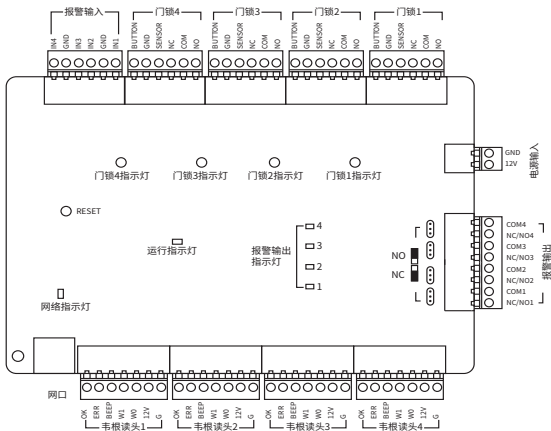 报警输入 门锁4 门锁3 门锁2 门锁1
IN4 GND IN3 IN2 GND IN1
BUTTON GND SENSOR NC COM NO
BUTTON GND SENSOR NC COM NO
BUTTON GND SENSOR NC COM NO
BUTTON GND SENSOR NC COM NO
GND
12V
电源输入
门锁4指示灯 门锁3指示灯 门锁2指示灯 门锁1指示灯
RESET
运行指示灯
报警输出
指示灯
4
3
2
1
NO
NC
COM4
NC/NO4
COM3
NC/NO3
COM2
NC/NO2
COM1
NC/NO1
报警输出
网络指示灯
网口
OK ERR BEEP W1 W0 12V G
OK ERR BEEP W1 W0 12V G
OK ERR BEEP W1 W0 12V G
OK ERR BEEP W1 W0 12V G
韦根读头1 韦根读头2 韦根读头3 韦根读头4